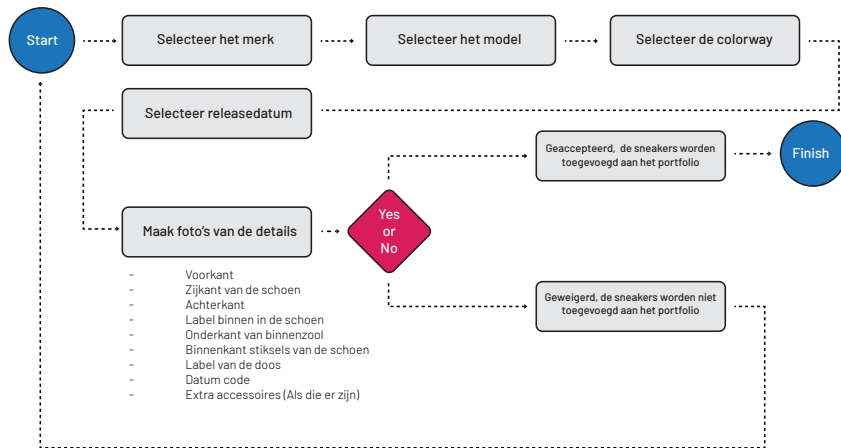 Start
Selecteer het merk
Selecteer het model
Selecteer de colorway
Selecteer releasedatum
Geaccepteerd, de sneakers worden
toegevoegd aan het portfolio
Finish
Maak foto's van de details
Yes
or
No
- Voorkant
- Zijkant van de schoen
- Achterkant
- Label binnen in de schoen
- Onderkant van binnenzool
- Binnenkant stiksels van de schoen
- Label van de doos
- Datum code
- Extra accessoires (Als die er zijn)
Geweigerd, de sneakers worden niet
toegevoegd aan het portfolio